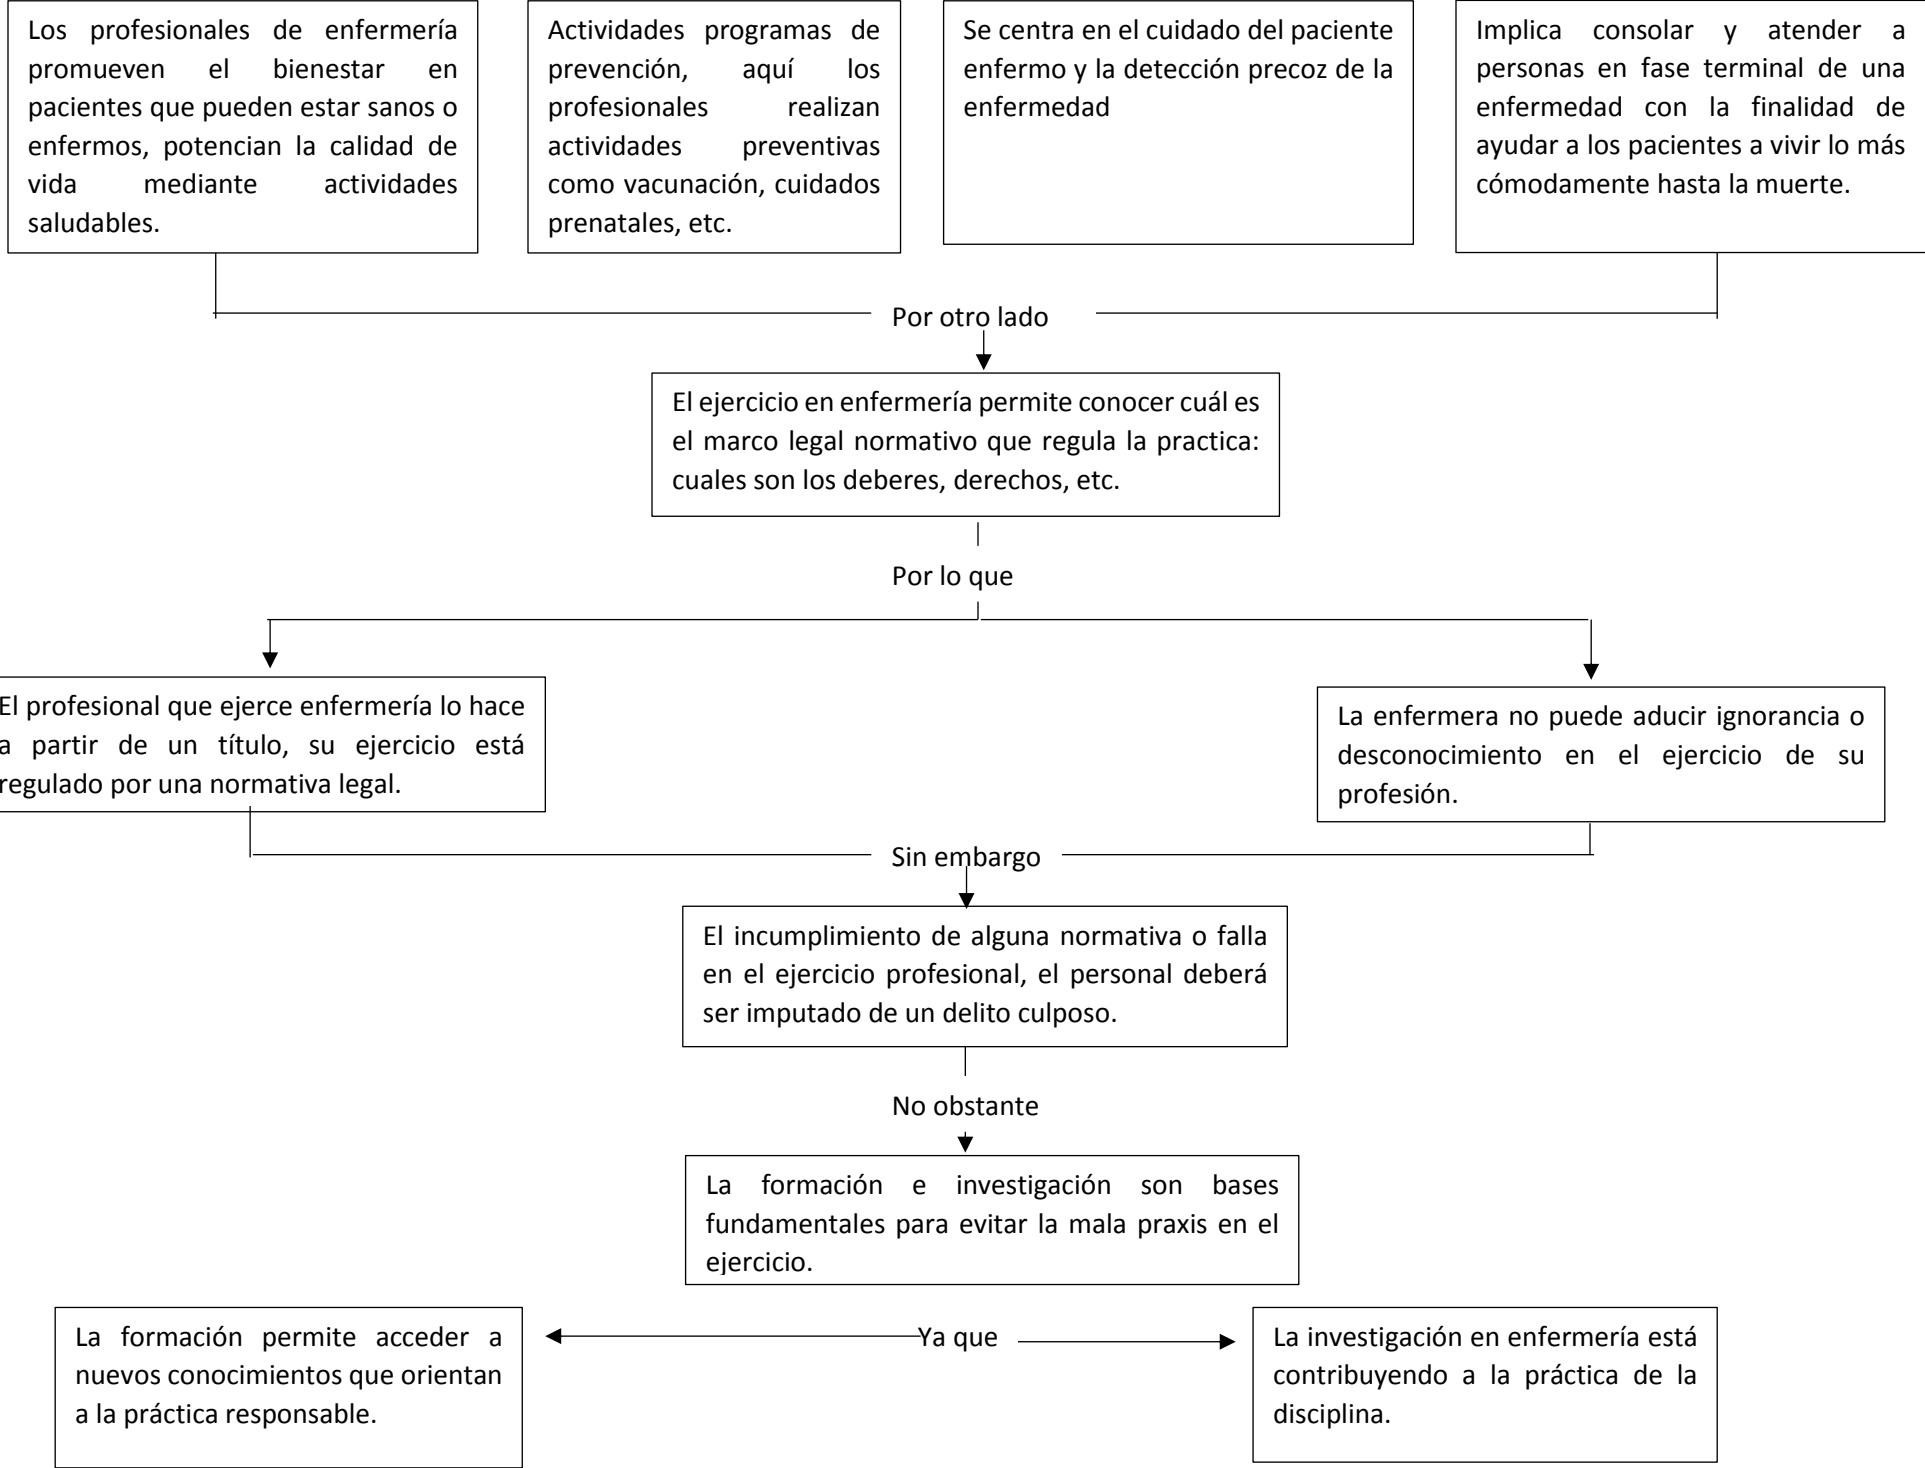 Los profesionales de enfermería
promueven el bienestar en
pacientes que pueden estar sanos o
enfermos, potencian la calidad de
vida mediante actividades
saludables.
Actividades programas de
prevención, aquí los
profesionales realizan
actividades preventivas
como vacunación, cuidados
prenatales, etc.
Se centra en el cuidado del paciente
enfermo y la detección precoz de la
enfermedad
Implica consolar y atender a
personas en fase terminal de una
enfermedad con la finalidad de
ayudar a los pacientes a vivir lo más
cómodamente hasta la muerte.
Por otro lado
El ejercicio en enfermería permite conocer cuál es
el marco legal normativo que regula la practica:
cuales son los deberes, derechos, etc.
Por lo que
El profesional que ejerce enfermería lo hace
a partir de un título, su ejercicio está
regulado por una normativa legal.
La enfermera no puede aducir ignorancia o
desconocimiento en el ejercicio de su
profesión.
Sin embargo
El incumplimiento de alguna normativa o falla
en el ejercicio profesional, el personal deberá
ser imputado de un delito culposo.
No obstante
La formación e investigación son bases
fundamentales para evitar la mala praxis en el
ejercicio.
Ya que
La formación permite acceder a
nuevos conocimientos que orientan
a la práctica responsable.
La investigación en enfermería está
contribuyendo a la práctica de la
disciplina.